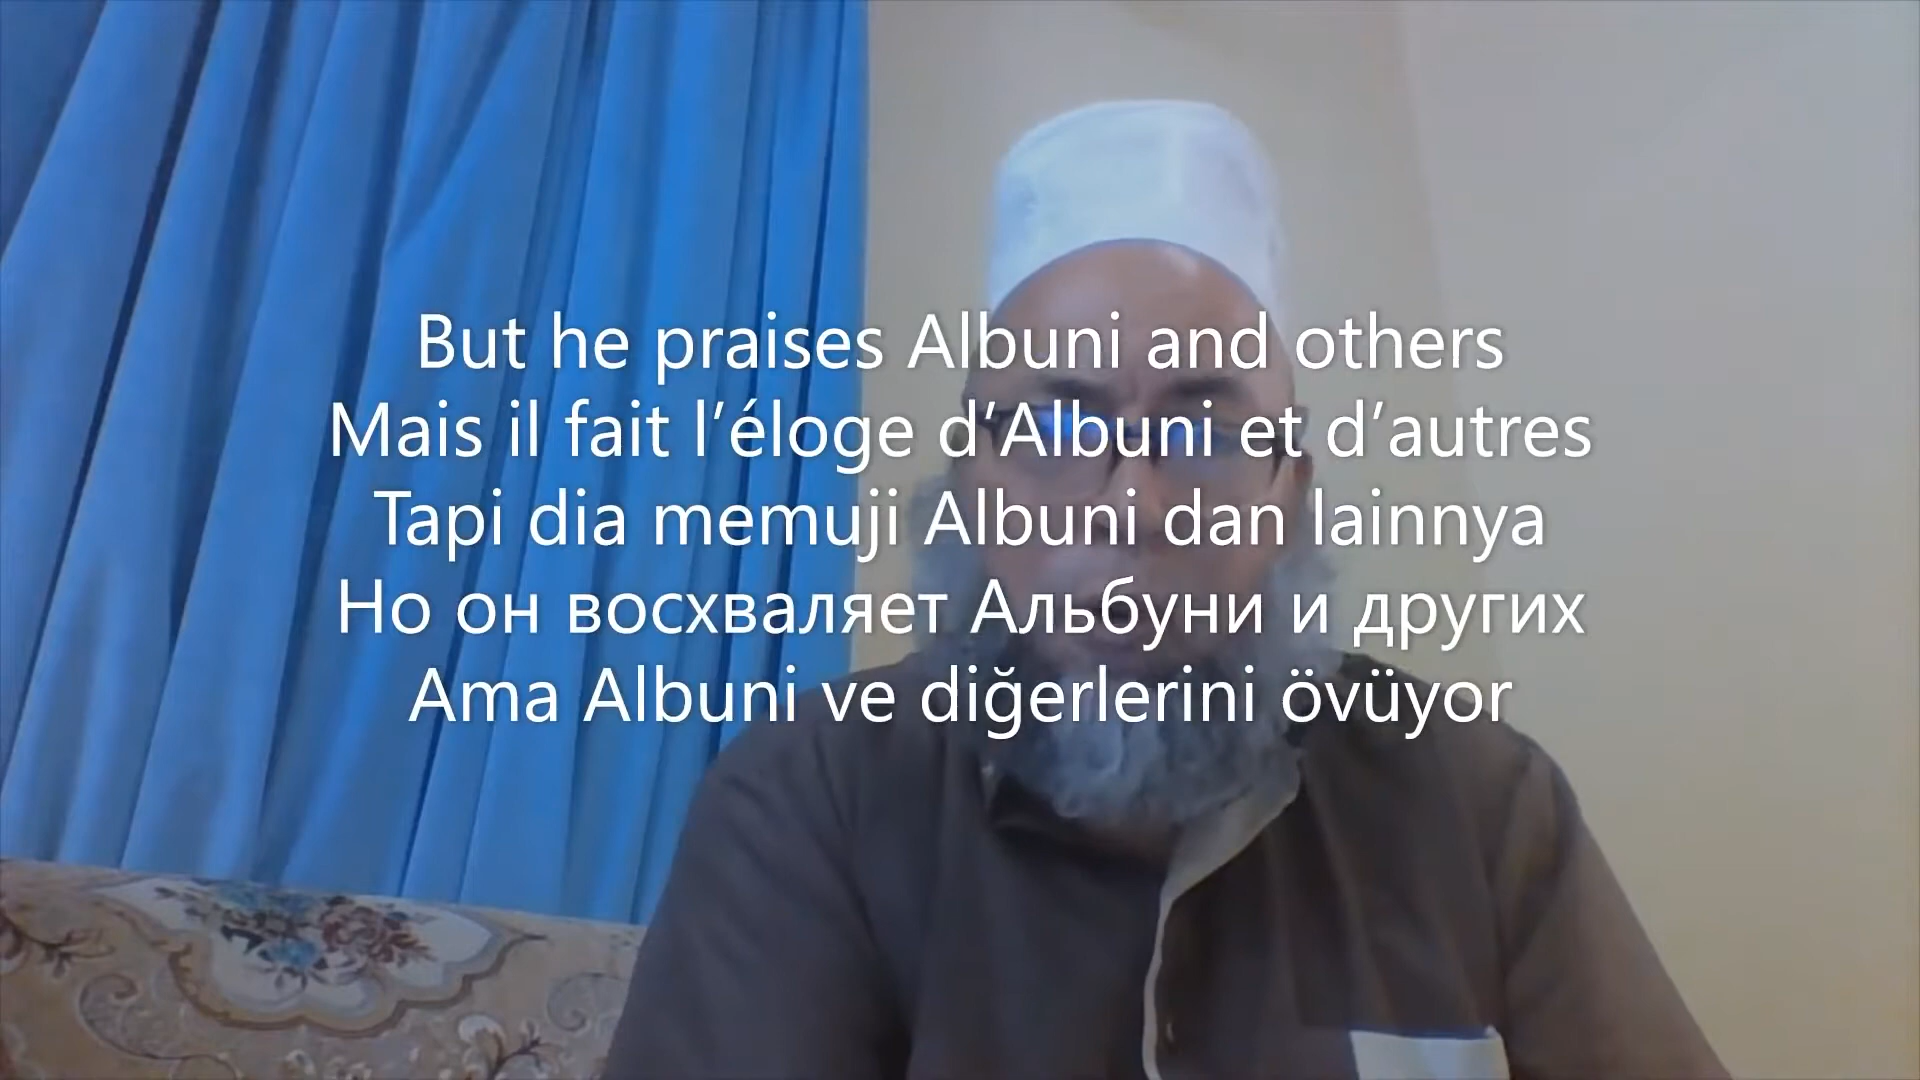 But he praises Albuni and others
Mais il fait l’éloge d’Albuni et d’autres
Tapi dia memuji Albuni dan lainnya
Но он восхваляет Альбуни и других
Ama Albuni ve diğerlerini övüyor